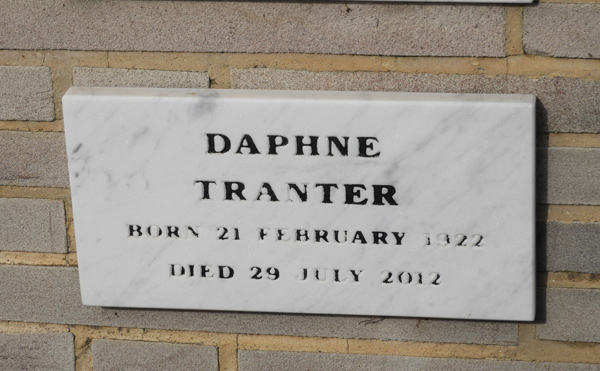 DAPHNE
TRANTER
BORN 21 FEBRUARY 1922
DIED 29 JULY 2012